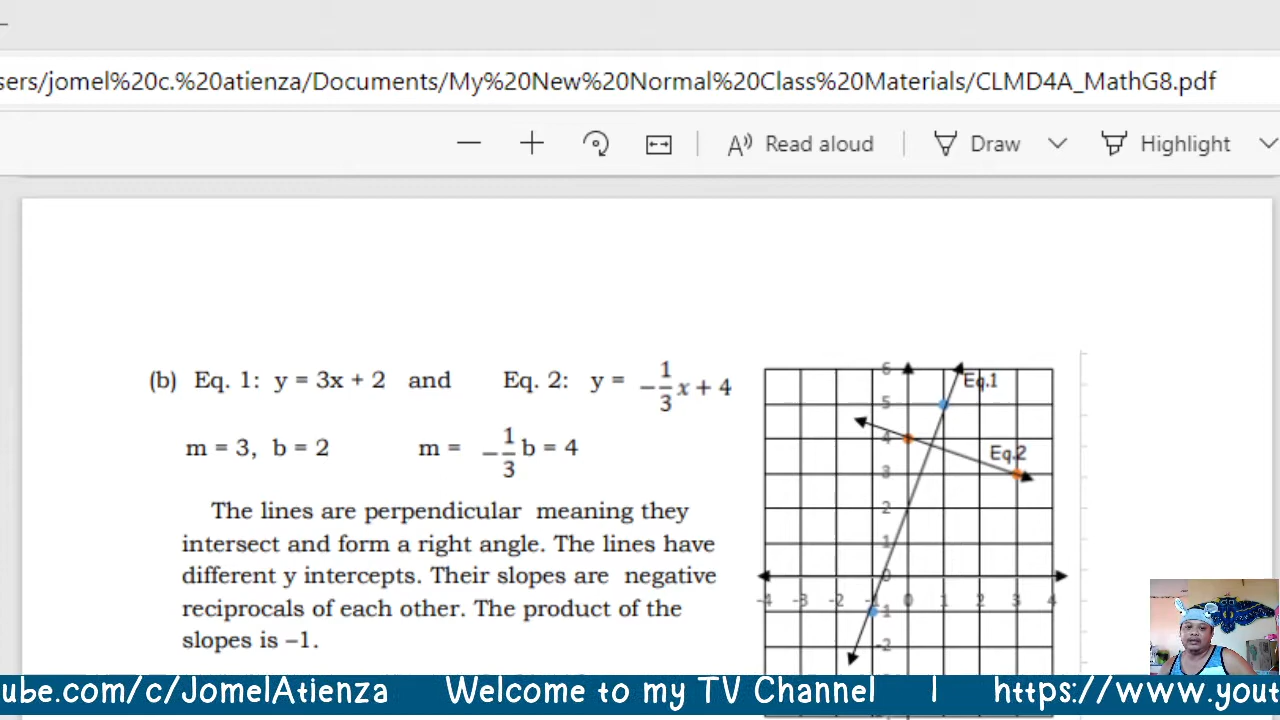 sers/jomel%20c.%20atienza/Documents/My%20New%20Normal%20Class%20Materials/CLMD4A_MathG8.pdf
Read aloud Draw Highlight
(b) Eq. 1: y = 3x + 2 and Eq. 2: y = -1/3 x + 4
m = 3, b = 2 m = -1/3 b = 4
The lines are perpendicular meaning they
intersect and form a right angle. The lines have
different y intercepts. Their slopes are negative
reciprocals of each other. The product of the
slopes is –1.
6
Eq.1
5
4
Eq.2
3
2
1
0
-4 -3 -2 -1 0 1 2 3 4
-1
-2
ube.com/c/JomelAtienza Welcome to my TV Channel | https://www.yout